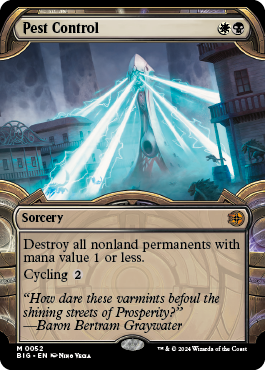 Pest Control
Sorcery
Destroy all nonland permanents with
mana value 1 or less.
Cycling 2
“How dare these varmints befoul the
shining streets of Prosperity?”
—Baron Bertram Graywater
M 0052
BIG • EN Nino Vecia
™ & © 2024 Wizards of the Coast